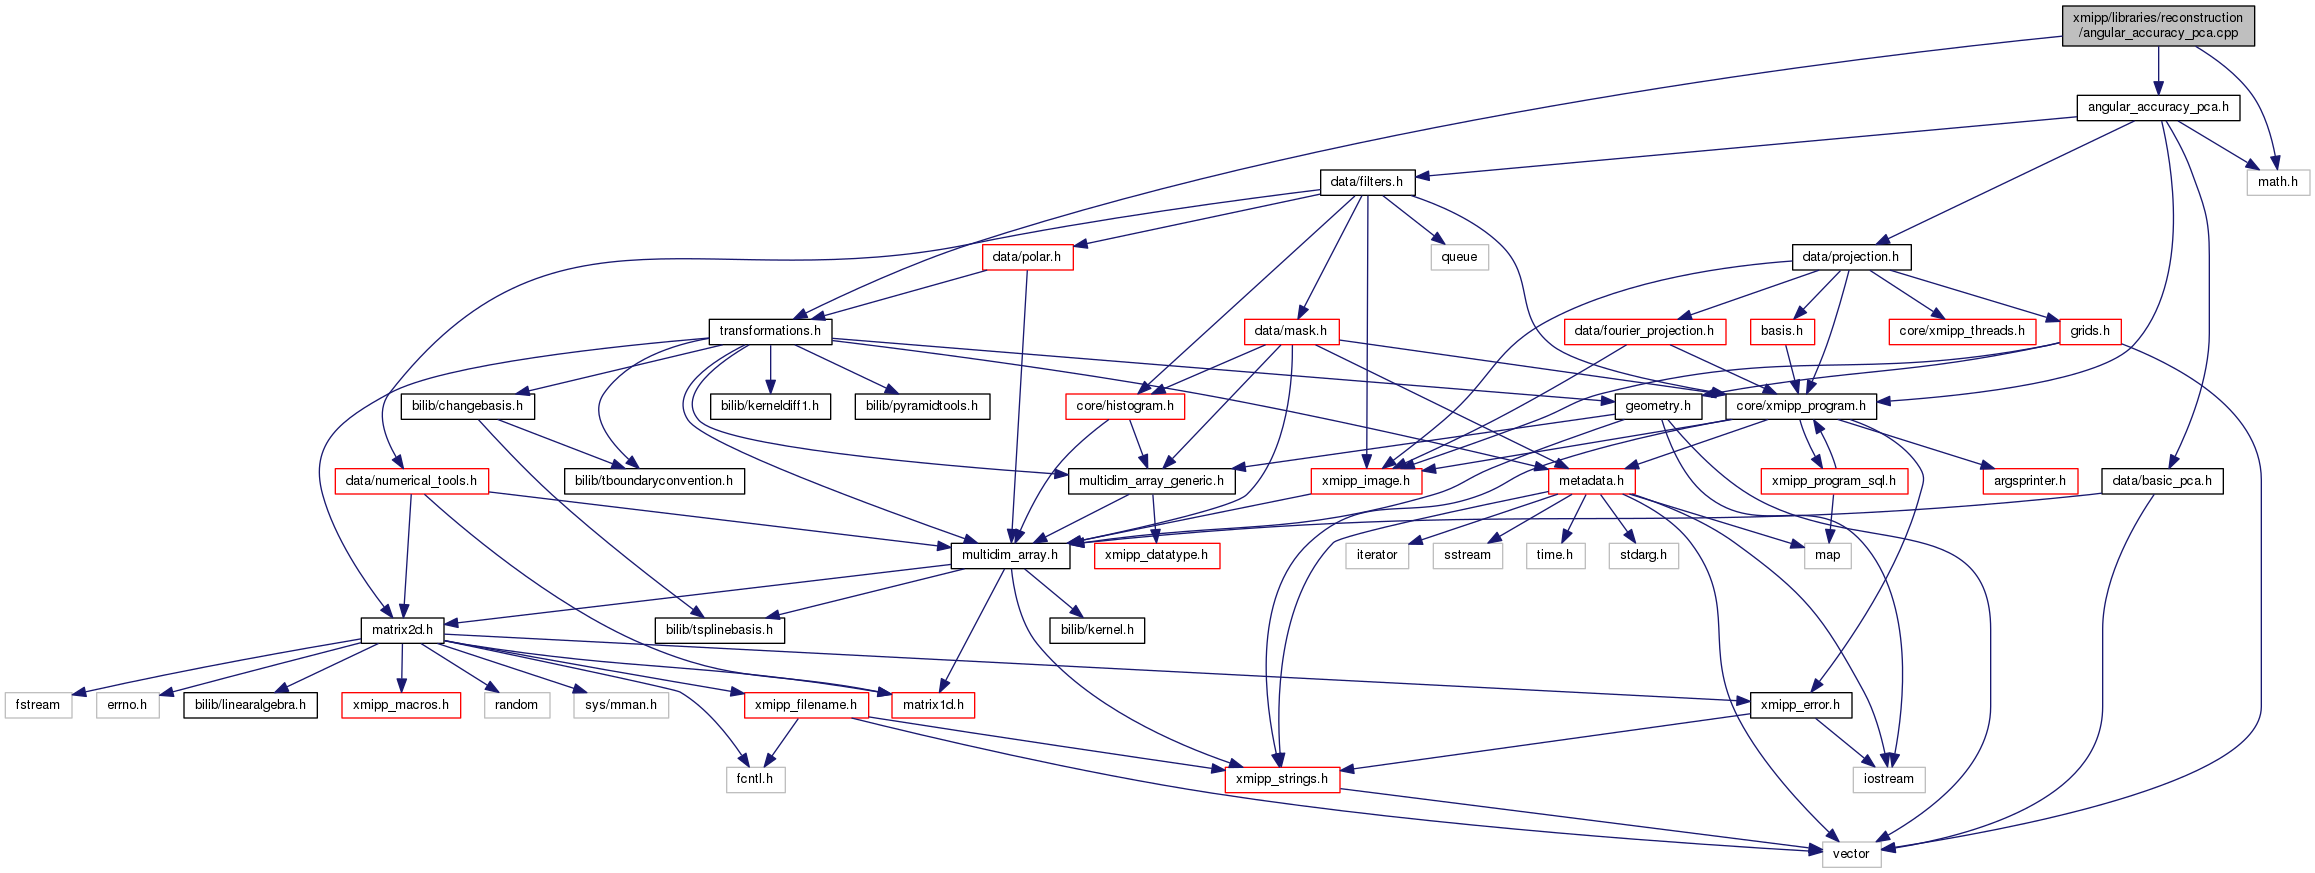 xmipp/libraries/reconstruction
/angular_accuracy_pca.cpp
angular_accuracy_pca.h
data/filters.h
math.h
data/polar.h
queue
data/projection.h
transformations.h
data/mask.h
data/fourier_projection.h
basis.h
core/xmipp_threads.h
grids.h
bilib/changebasis.h
bilib/kerneldiff1.h
bilib/pyramidtools.h
geometry.h
core/histogram.h
core/xmipp_program.h
data/numerical_tools.h
bilib/tboundaryconvention.h
multidim_array_generic.h
xmipp_image.h
metadata.h
xmipp_program_sql.h
argsprinter.h
data/basic_pca.h
multidim_array.h
xmipp_datatype.h
iterator
sstream
time.h
stdarg.h
map
matrix2d.h
bilib/tsplinebasis.h
bilib/kernel.h
fstream
errno.h
bilib/linearalgebra.h
xmipp_macros.h
random
sys/mman.h
xmipp_filename.h
matrix1d.h
xmipp_error.h
fcntl.h
xmipp_strings.h
iostream
vector